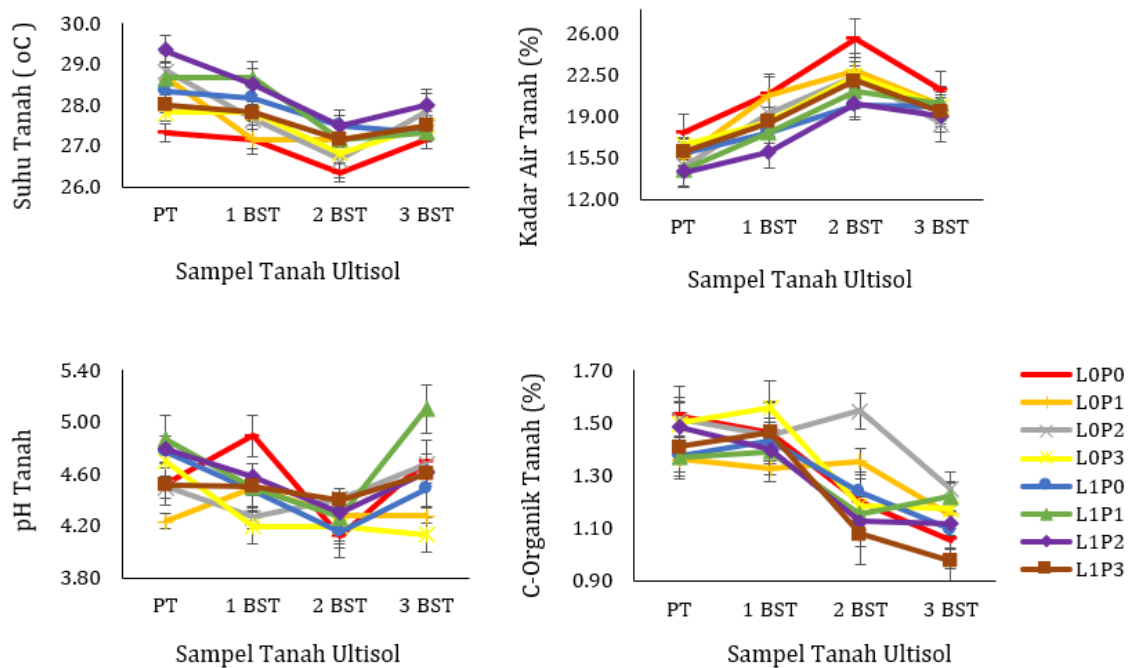 Suhu Tanah ( oC)
30.0
29.0
28.0
27.0
26.0
PT 1 BST 2 BST 3 BST
Sampel Tanah Ultisol
Kadar Air Tanah (%)
26.00
22.50
19.00
15.50
12.00
PT 1 BST 2 BST 3 BST
Sampel Tanah Ultisol
pH Tanah
5.40
5.00
4.60
4.20
3.80
PT 1 BST 2 BST 3 BST
Sampel Tanah Ultisol
C-Organik Tanah (%)
1.70
1.50
1.30
1.10
0.90
PT 1 BST 2 BST 3 BST
Sampel Tanah Ultisol
L0P0
L0P1
L0P2
L0P3
L1P0
L1P1
L1P2
L1P3